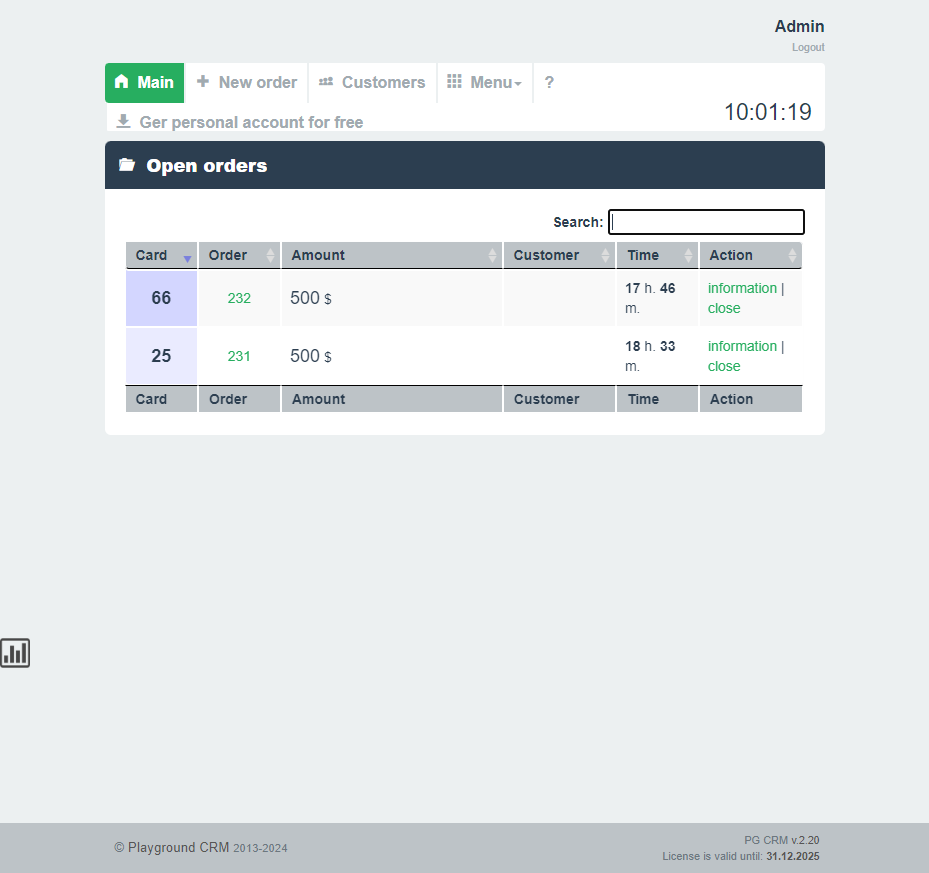 Admin
Logout
Main
New order
Customers
Menu
?
Ger personal account for free
10:01:19
Open orders
Search:
Card Order Amount Customer Time Action
66 232 500 $ 17 h. 46 m. information | close
25 231 500 $ 18 h. 33 m. information | close
Card Order Amount Customer Time Action
© Playground CRM 2013-2024
PG CRM v.2.20
License is valid until: 31.12.2025